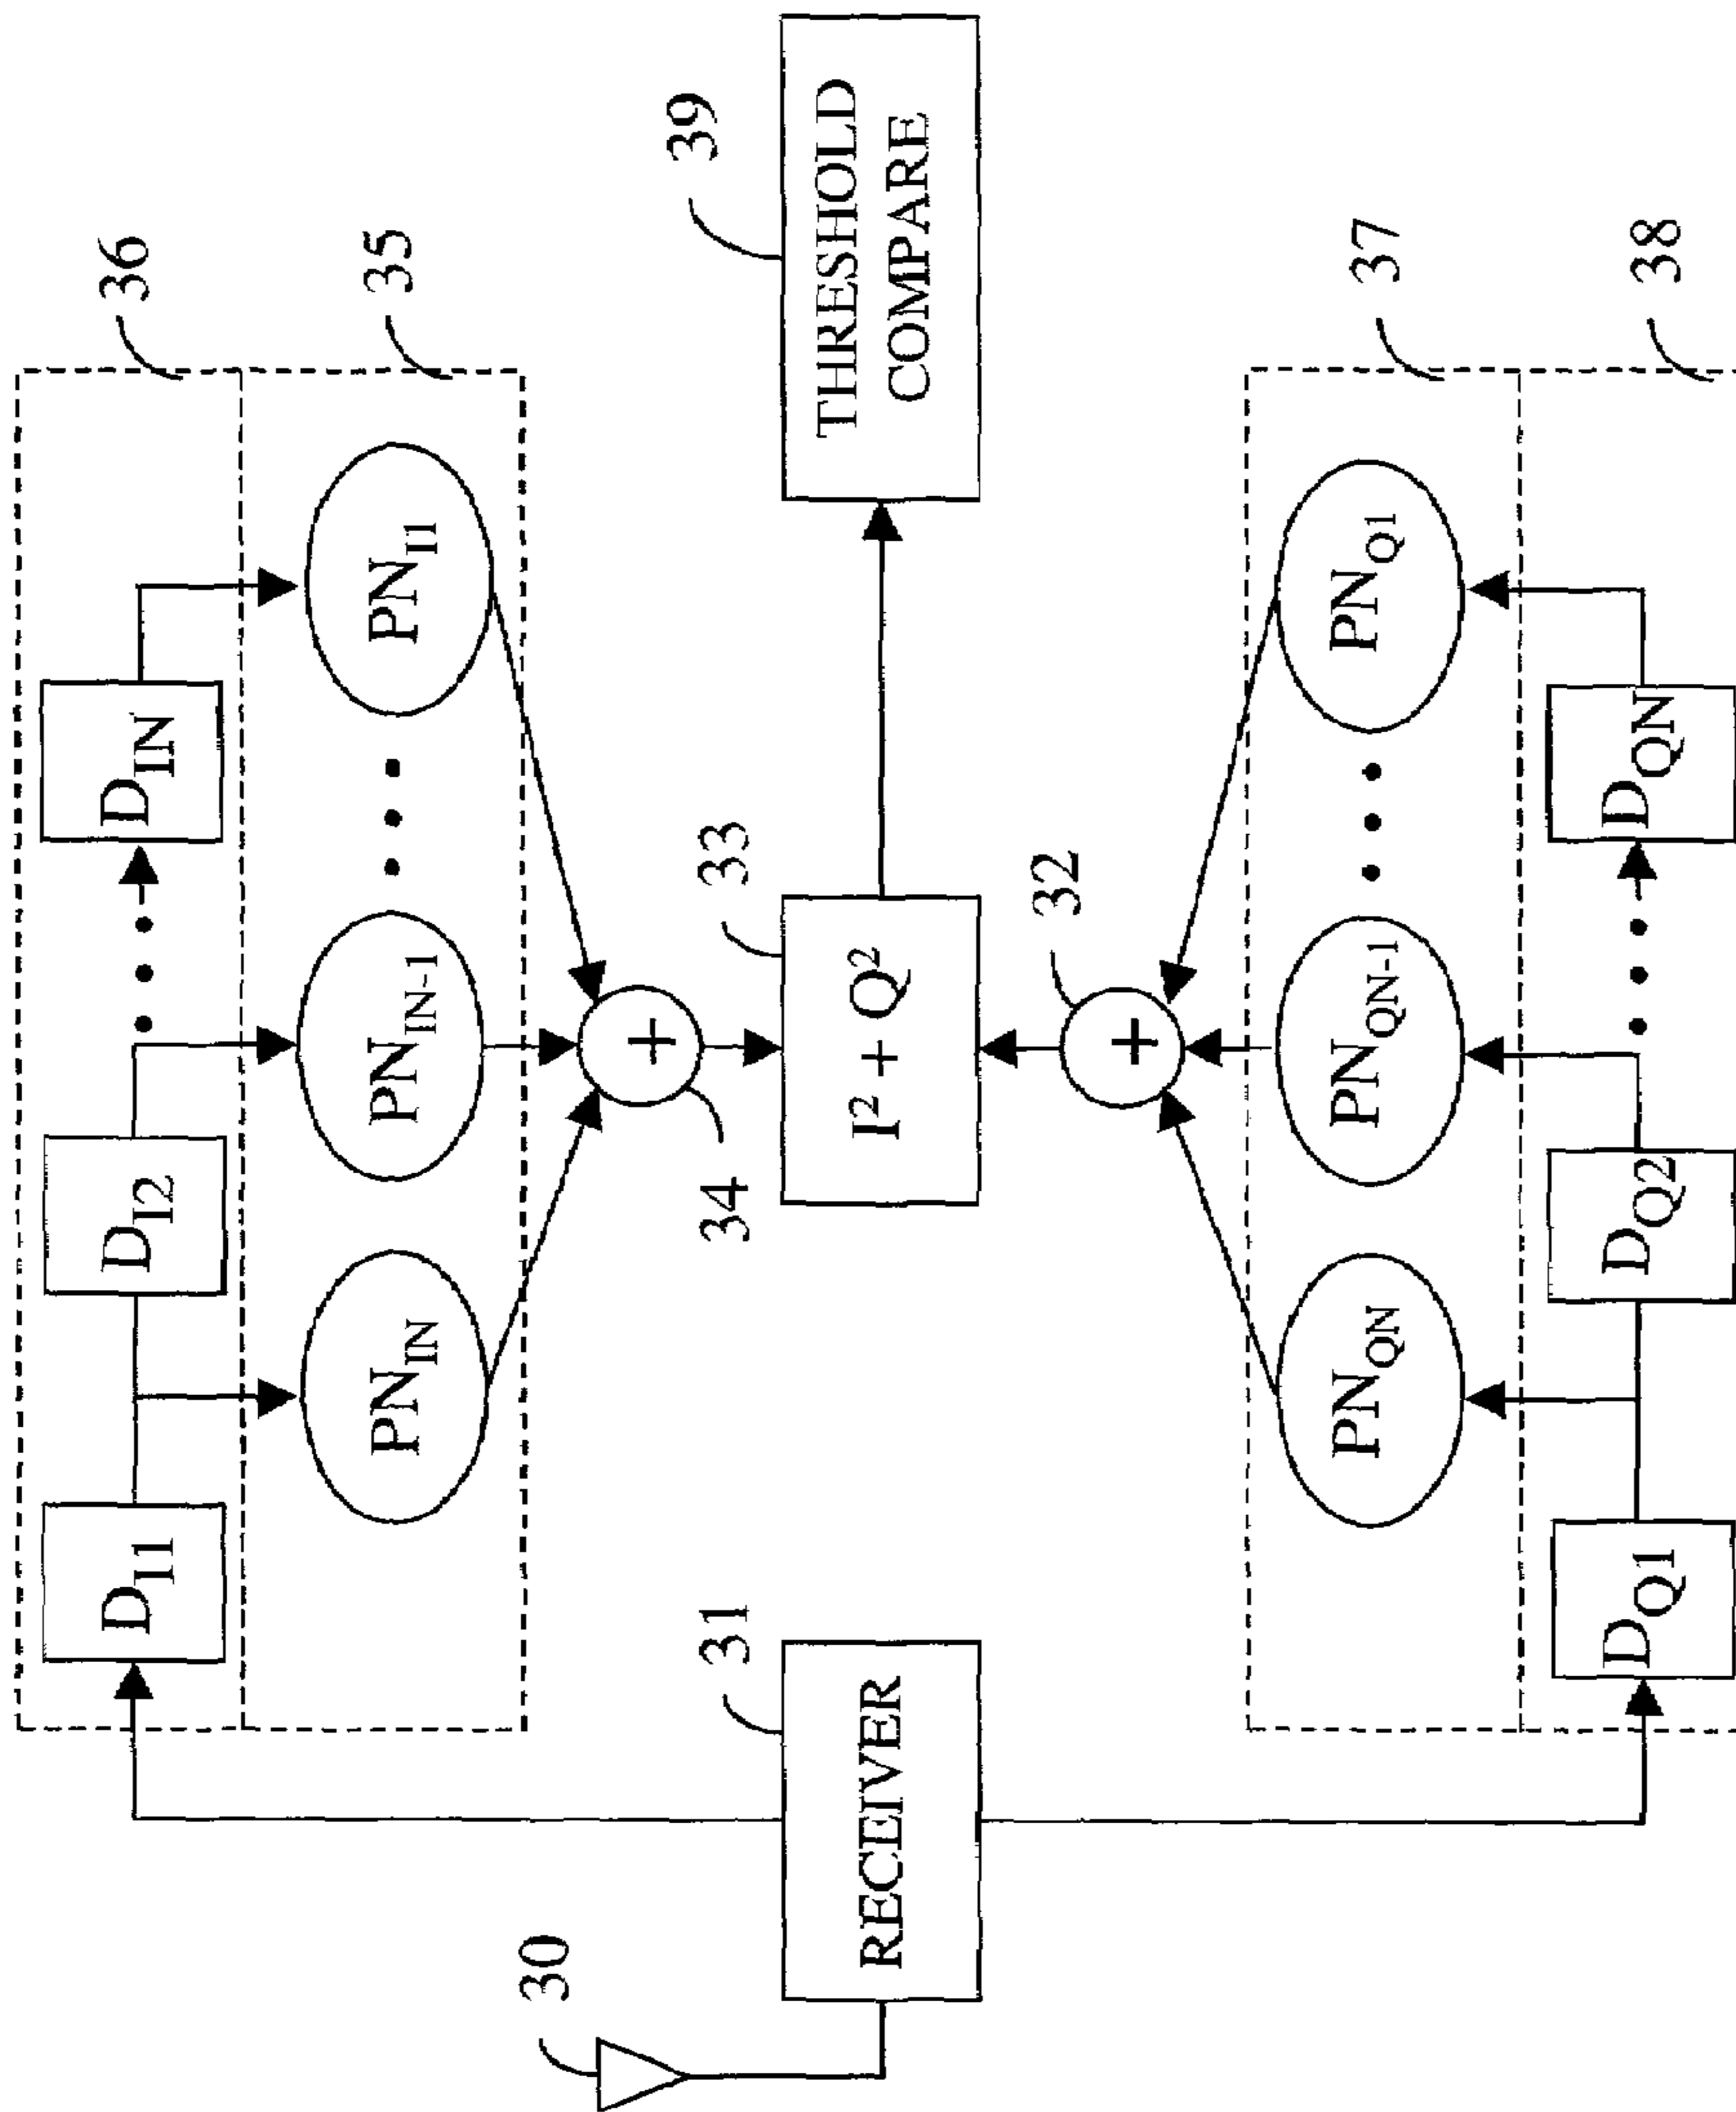 36
D_I1
D_I2
D_IN
35
PN_IN
PN_IN-1
PN_I1
34
+
30
31
RECEIVER
33
I² + Q²
39
THRESHOLD
COMPARE
32
+
37
PN_QN
PN_QN-1
PN_Q1
38
D_Q1
D_Q2
D_QN